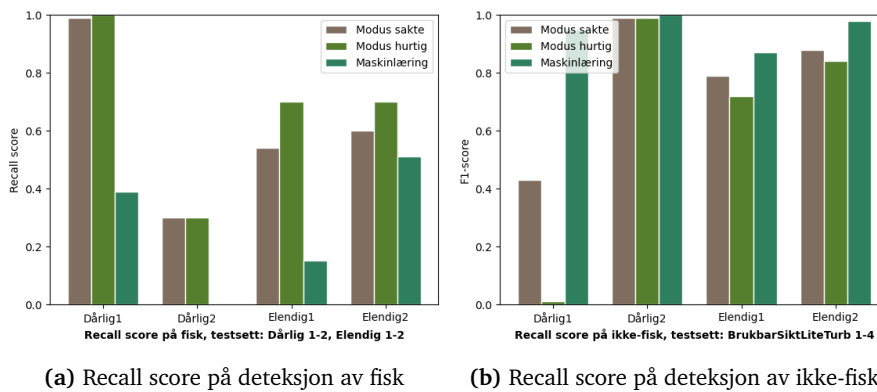 1.0
0.8
0.6
0.4
0.2
0.0
Recall score
Modus sakte
Modus hurtig
Maskinlæring
Dårlig1 Dårlig2 Elendig1 Elendig2
Recall score på fisk, testsett: Dårlig 1-2, Elendig 1-2
(a) Recall score på deteksjon av fisk
1.0
0.8
0.6
0.4
0.2
0.0
F1-score
Modus sakte
Modus hurtig
Maskinlæring
Dårlig1 Dårlig2 Elendig1 Elendig2
Recall score på ikke-fisk, testsett: BrukbarSiktLiteTurb 1-4
(b) Recall score på deteksjon av ikke-fisk